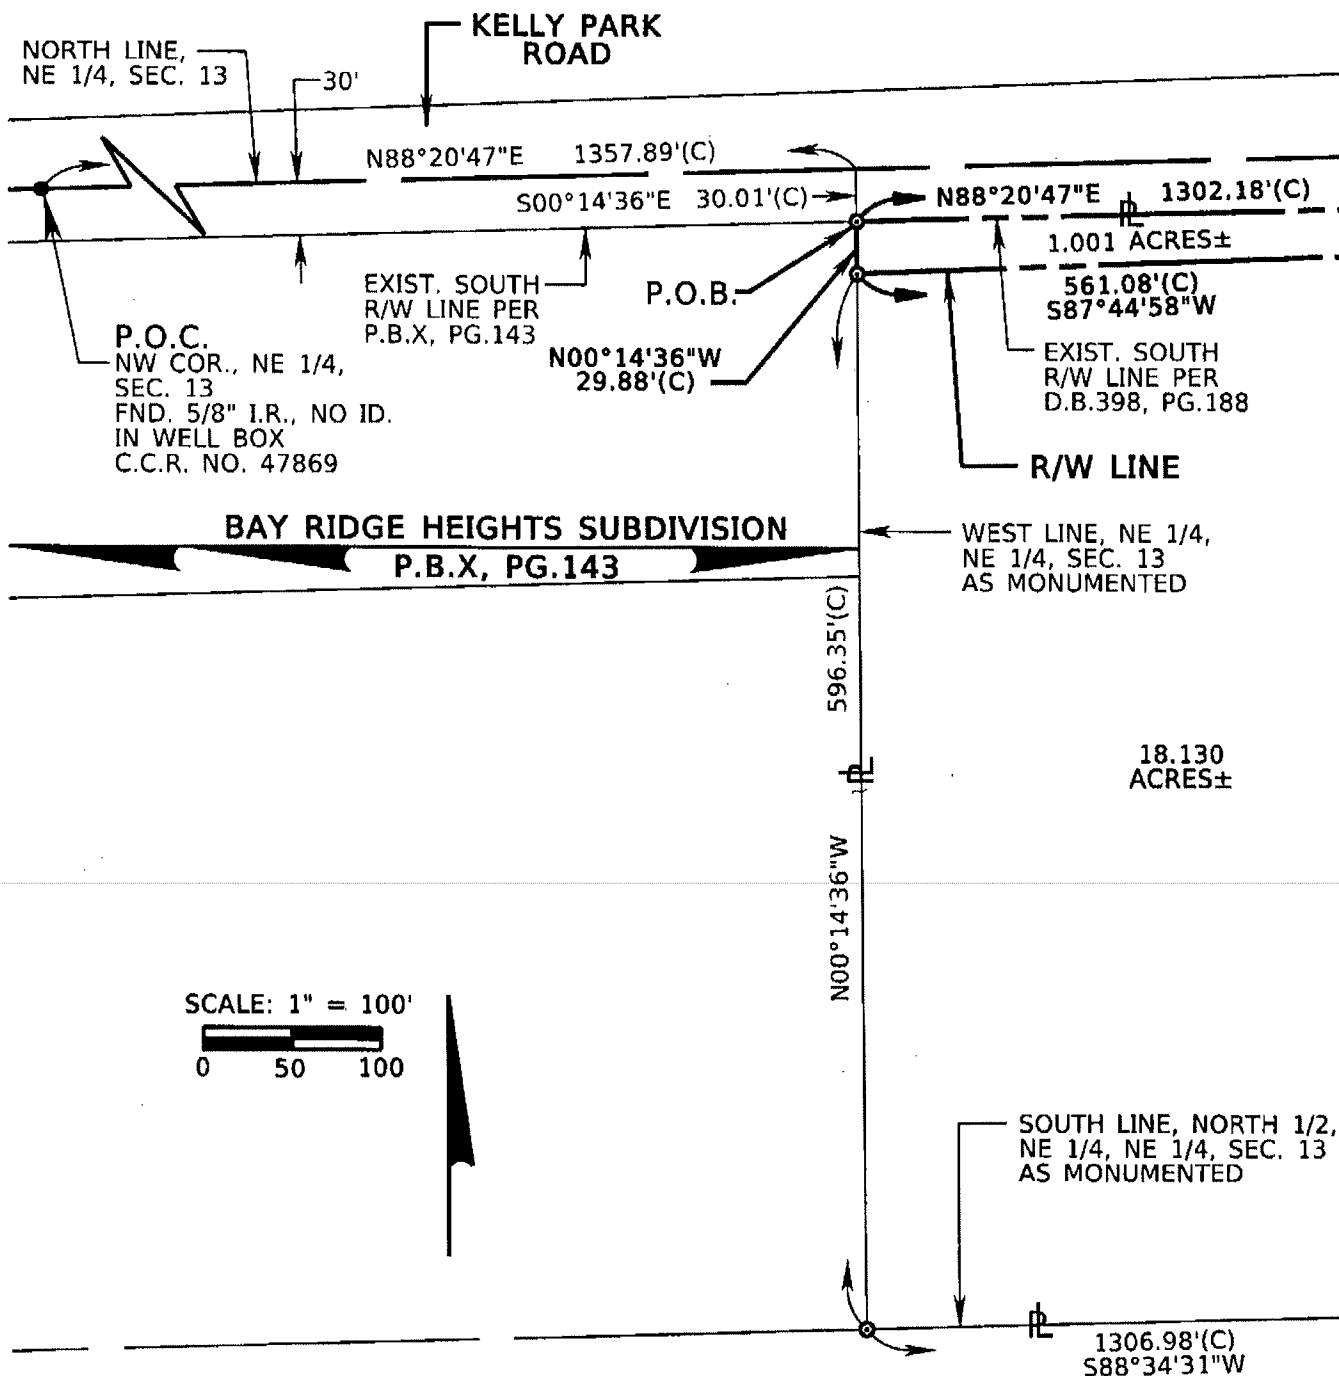 KELLY PARK
ROAD
NORTH LINE,
NE 1/4, SEC. 13
30'
N88°20'47"E 1357.89'(C)
S00°14'36"E 30.01'(C)
N88°20'47"E 1302.18'(C)
PL
1.001 ACRES±
561.08'(C)
S87°44'58"W
EXIST. SOUTH
R/W LINE PER
P.B.X, PG.143
P.O.B.
N00°14'36"W
29.88'(C)
P.O.C.
NW COR., NE 1/4,
SEC. 13
FND. 5/8" I.R., NO ID.
IN WELL BOX
C.C.R. NO. 47869
EXIST. SOUTH
R/W LINE PER
D.B.398, PG.188
R/W LINE
BAY RIDGE HEIGHTS SUBDIVISION
P.B.X, PG.143
WEST LINE, NE 1/4,
NE 1/4, SEC. 13
AS MONUMENTED
596.35'(C)
PL
18.130
ACRES±
N00°14'36"W
SCALE: 1" = 100'
0 50 100
SOUTH LINE, NORTH 1/2,
NE 1/4, NE 1/4, SEC. 13
AS MONUMENTED
PL
1306.98'(C)
S88°34'31"W